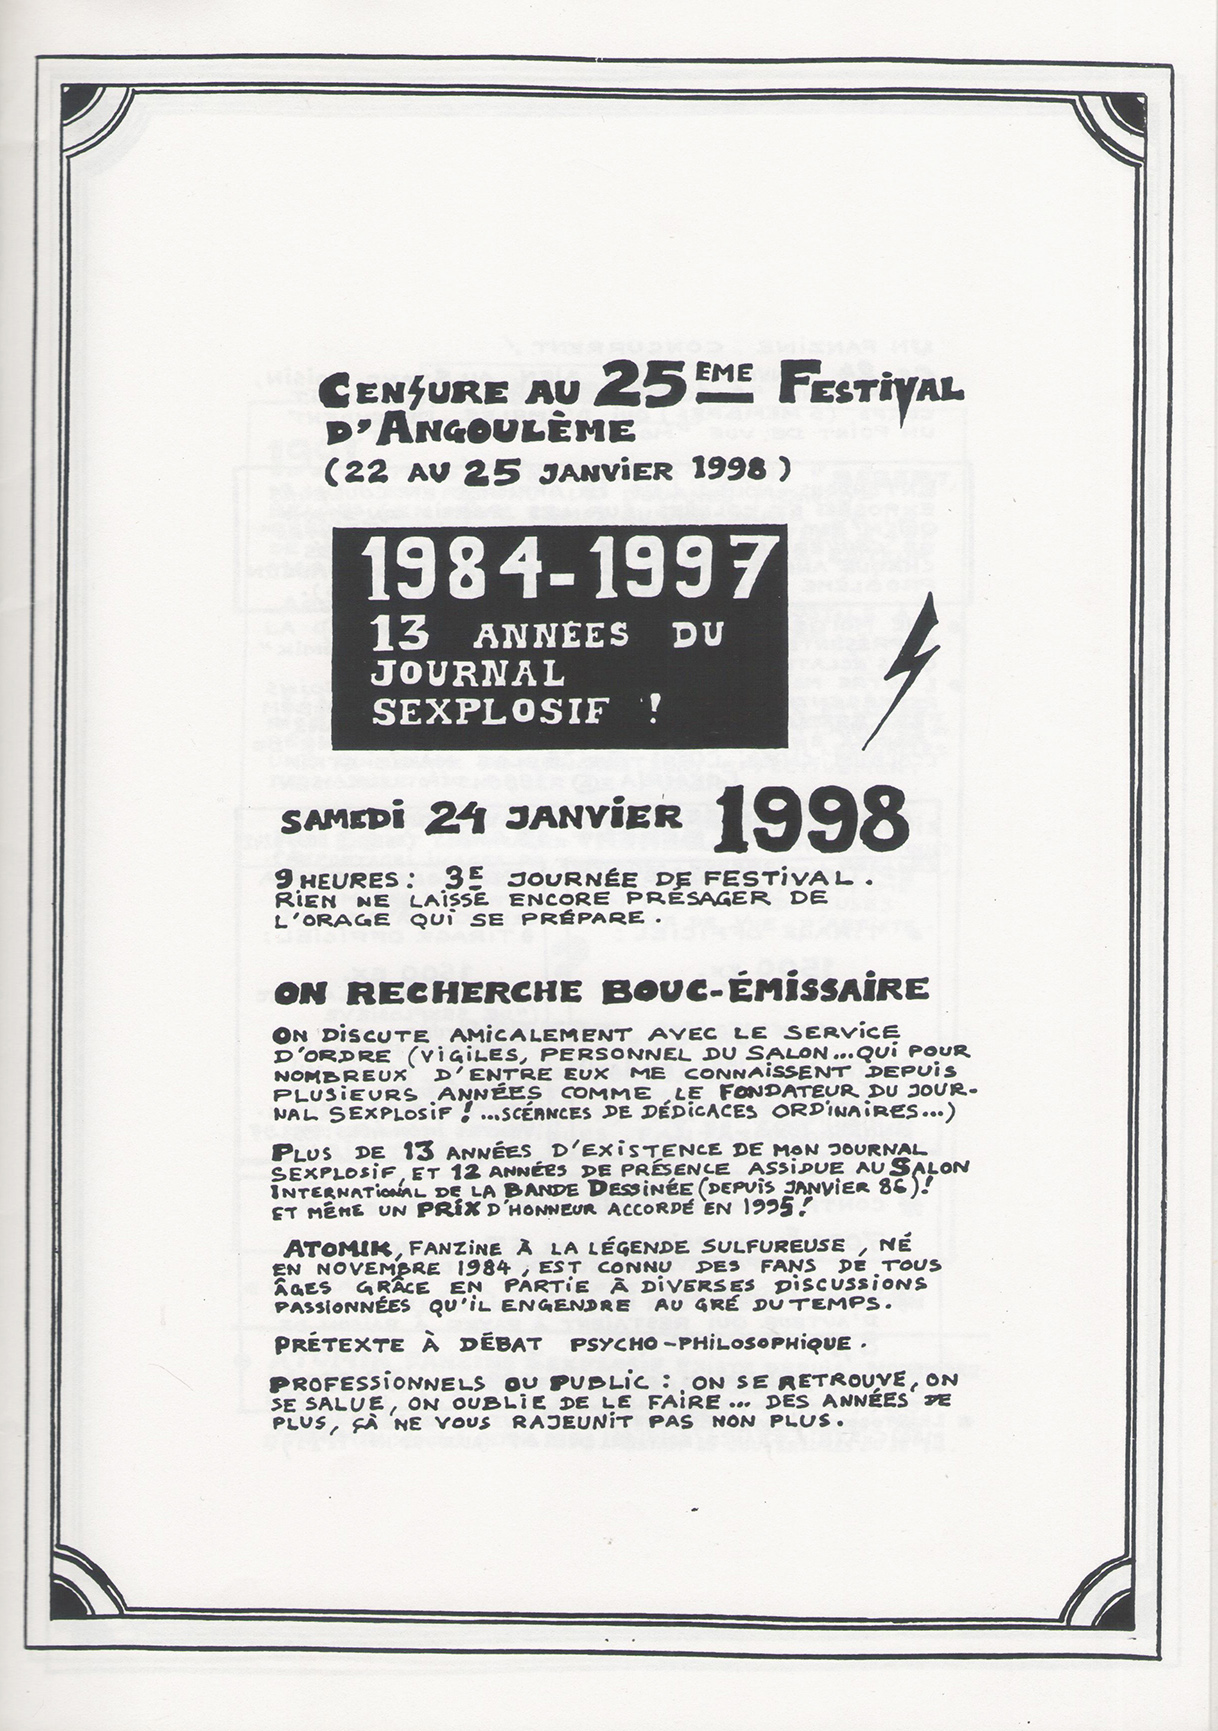 CENSURE AU 25EME FESTIVAL
D'ANGOULÈME
(22 AU 25 JANVIER 1998)
1984-1997
13 ANNÉES DU
JOURNAL
SEXPLOSIF !
SAMEDI 24 JANVIER 1998
9 HEURES : 3E JOURNÉE DE FESTIVAL.
RIEN NE LAISSE ENCORE PRÉSAGER DE
L'ORAGE QUI SE PRÉPARE.
ON RECHERCHE BOUC-ÉMISSAIRE
ON DISCUTE AMICALEMENT AVEC LE SERVICE
D'ORDRE (VIGILES, PERSONNEL DU SALON...QUI POUR
NOMBREUX D'ENTRE EUX ME CONNAISSENT DEPUIS
PLUSIEURS ANNÉES COMME LE FONDATEUR DU JOUR-
NAL SEXPLOSIF !...SCÉANCES DE DÉDICACES ORDINAIRES...)
PLUS DE 13 ANNÉES D'EXISTENCE DE MON JOURNAL
SEXPLOSIF, ET 12 ANNÉES DE PRÉSENCE ASSIDUE AU SALON
INTERNATIONAL DE LA BANDE DESSINÉE (DEPUIS JANVIER 86)!
ET MÊME UN PRIX D'HONNEUR ACCORDÉ EN 1995!
ATOMIK, FANZINE À LA LÉGENDE SULFUREUSE, NÉ
EN NOVEMBRE 1984, EST CONNU DES FANS DE TOUS
ÂGES GRÂCE EN PARTIE À DIVERSES DISCUSSIONS
PASSIONNÉES QU'IL ENGENDRE AU GRÉ DU TEMPS.
PRÉTEXTE À DÉBAT PSYCHO-PHILOSOPHIQUE.
PROFESSIONNELS OU PUBLIC : ON SE RETROUVE, ON
SE SALUE, ON OUBLIE DE LE FAIRE... DES ANNÉES DE
PLUS, ÇÀ NE VOUS RAJEUNIT PAS NON PLUS.